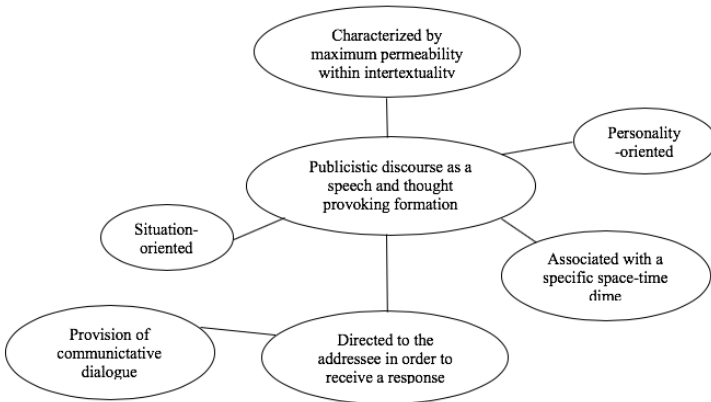 Characterized by
maximum permeability
within intertextuality
Personality
-oriented
Publicistic discourse as a
speech and thought
provoking formation
Situation-
oriented
Associated with a
specific space-time
dime
Provision of
communictative
dialogue
Directed to the
addressee in order to
receive a response